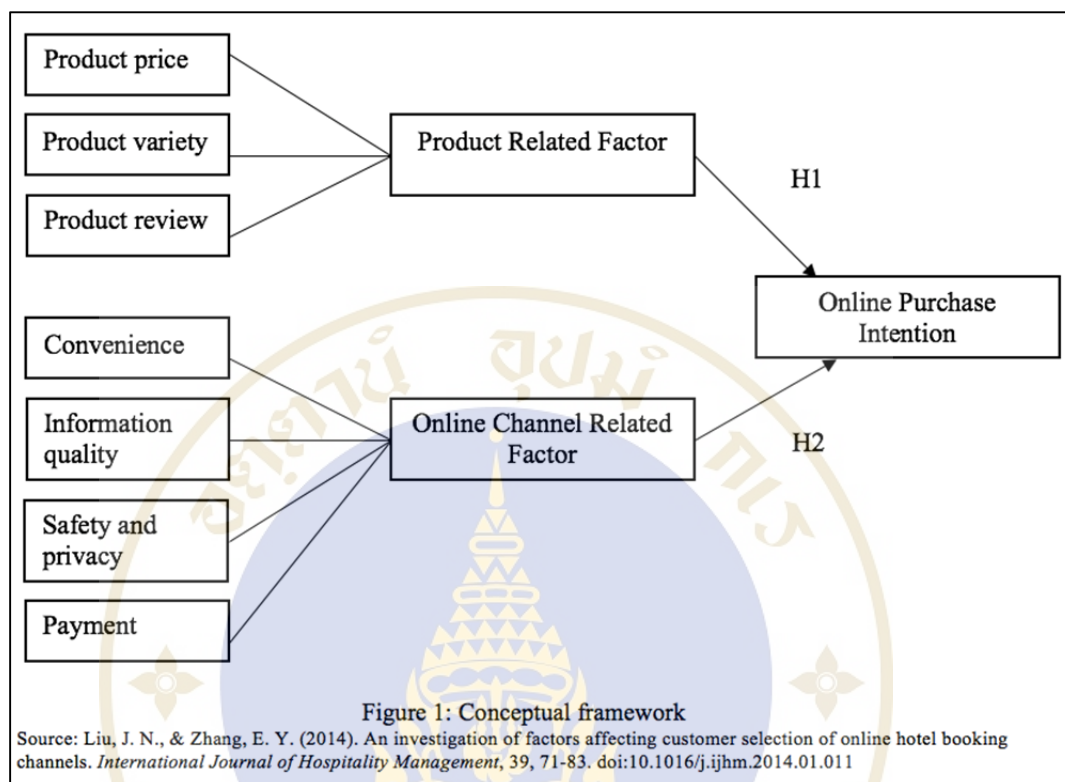 Product price
Product variety
Product review
Product Related Factor
H1
Online Purchase
Intention
Convenience
Information
quality
Safety and
privacy
Payment
Online Channel Related
Factor
H2
Figure 1: Conceptual framework
Source: Liu, J. N., & Zhang, E. Y. (2014). An investigation of factors affecting customer selection of online hotel booking
channels. International Journal of Hospitality Management, 39, 71-83. doi:10.1016/j.ijhm.2014.01.011